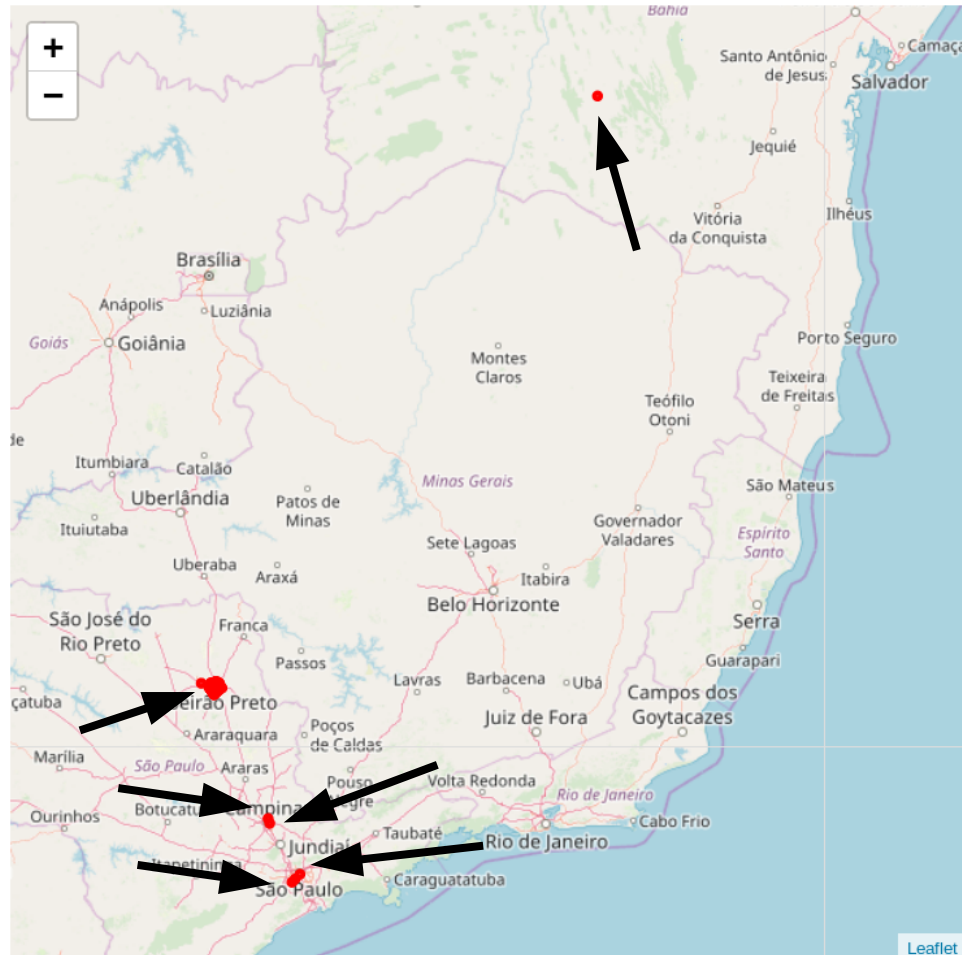 +
−
Bahia
Santo Antônio
de Jesus
Salvador
Jequié
Vitória
da Conquista
Ilhéus
Brasília
Anápolis
Luziânia
Goiás
Goiânia
Montes
Claros
Porto Seguro
Teixeira
de Freitas
Teófilo
Otoni
Itumbiara
Catalão
Minas Gerais
São Mateus
Uberlândia
Patos de
Minas
Ituiutaba
Governador
Valadares
Espírito
Santo
Sete Lagoas
Uberaba
Araxá
Itabira
Belo Horizonte
São José do
Rio Preto
Franca
Serra
Passos
Guarapari
Lavras
Barbacena
Ubá
Campos dos
Goytacazes
Preto
Juiz de Fora
Poços
de Caldas
Araraquara
Marília
São Paulo
Araras
Pouso
Alegre
Volta Redonda
Rio de Janeiro
Ourinhos
Cabo Frio
Taubaté
Rio de Janeiro
Jundiaí
Itapetininga
São Paulo
Caraguatatuba
Leaflet